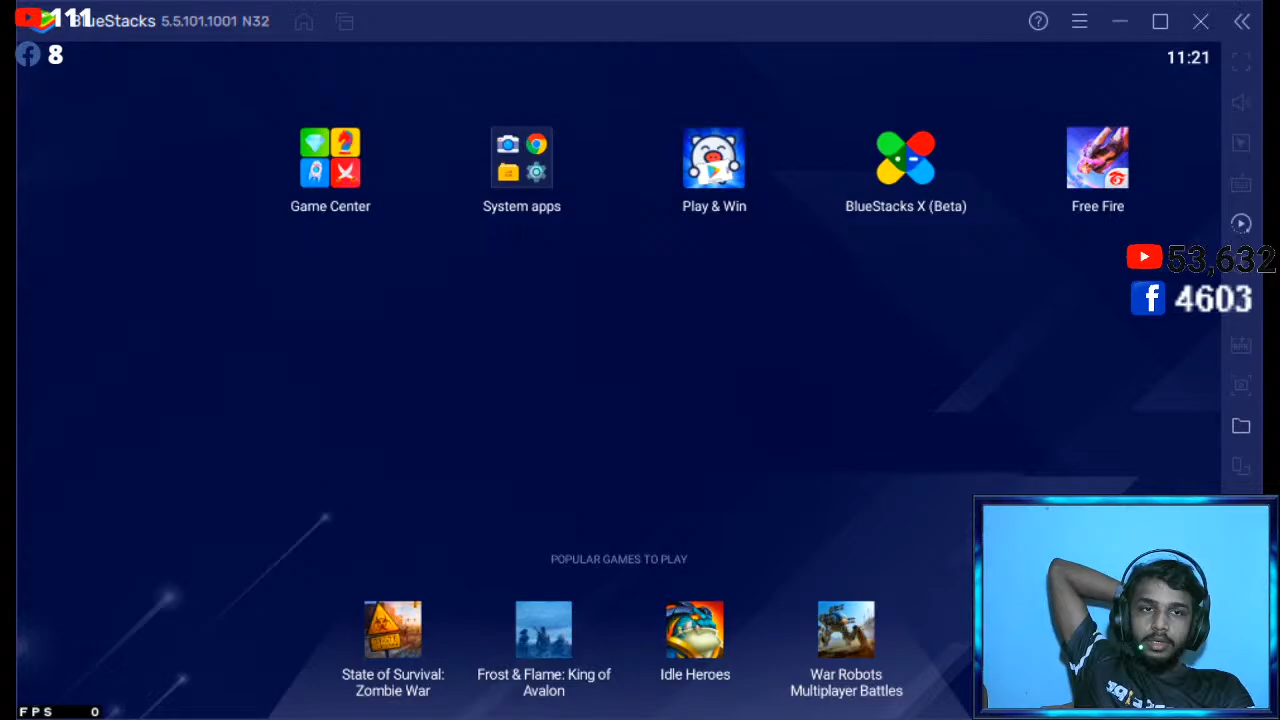 111
BlueStacks 5.5.101.1001 N32
8
11:21
Game Center
System apps
Play & Win
BlueStacks X (Beta)
Free Fire
53,632
4603
POPULAR GAMES TO PLAY
State of Survival:
Zombie War
Frost & Flame: King of
Avalon
Idle Heroes
War Robots
Multiplayer Battles
FPS 0